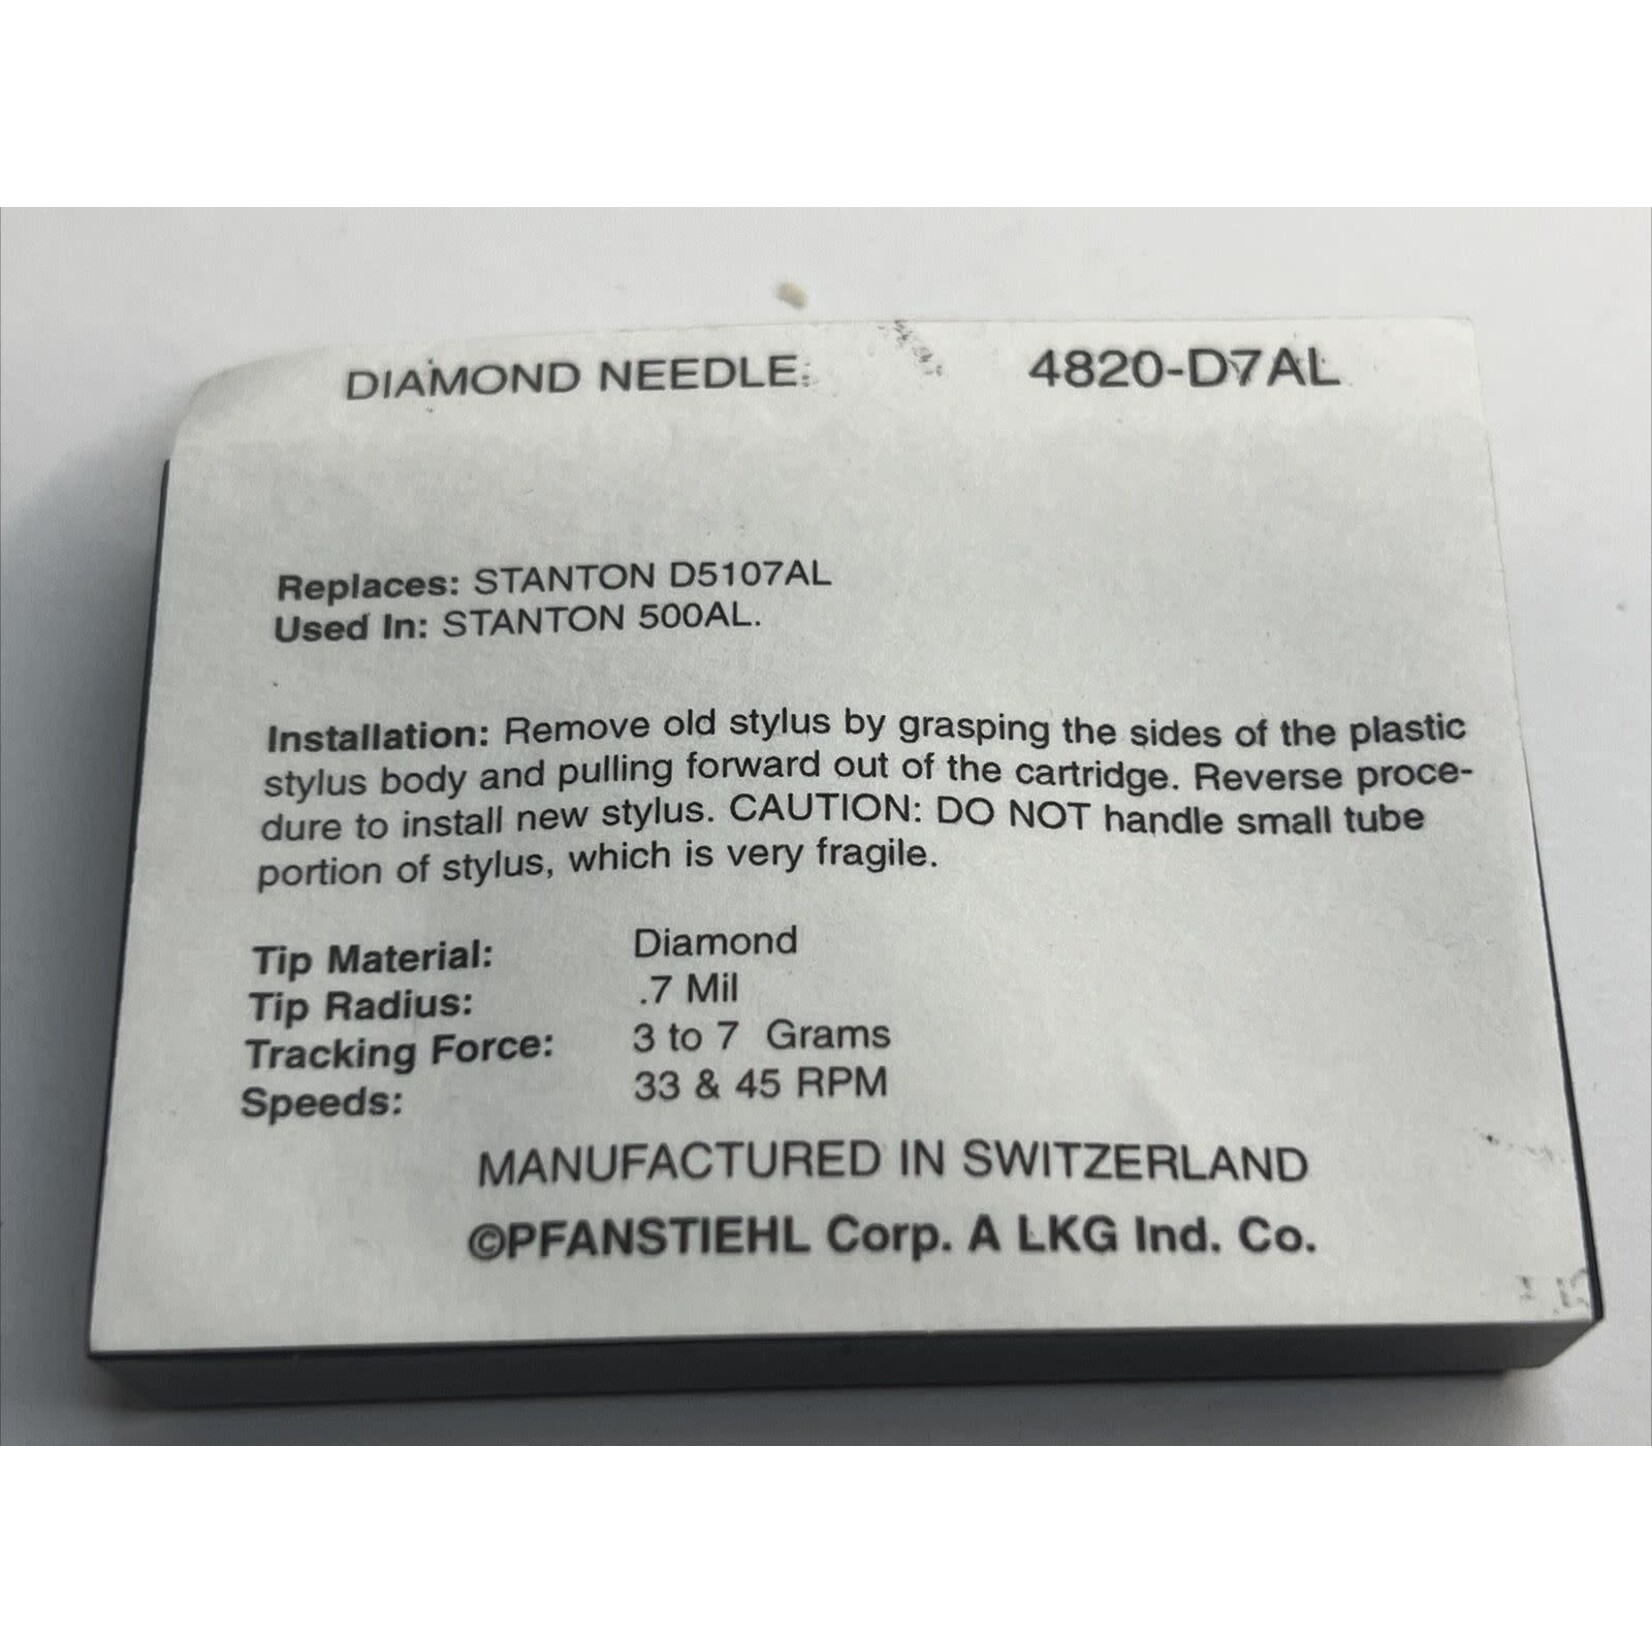 DIAMOND NEEDLE: 4820-D7AL
Replaces: STANTON D5107AL
Used In: STANTON 500AL.
Installation: Remove old stylus by grasping the sides of the plastic
stylus body and pulling forward out of the cartridge. Reverse proce-
dure to install new stylus. CAUTION: DO NOT handle small tube
portion of stylus, which is very fragile.
Tip Material: Diamond
Tip Radius: .7 Mil
Tracking Force: 3 to 7 Grams
Speeds: 33 & 45 RPM
MANUFACTURED IN SWITZERLAND
©PFANSTIEHL Corp. A LKG Ind. Co.